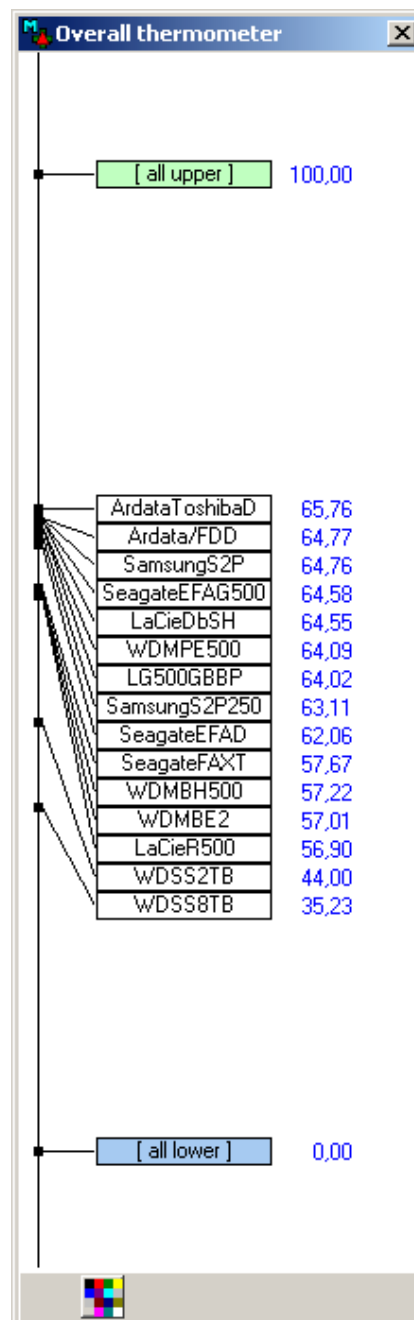 Overall thermometer
[ all upper ] 100,00
ArdataToshibaD 65,76
Ardata/FDD 64,77
SamsungS2P 64,76
SeagateEFAG500 64,58
LaCieDbSH 64,55
WDMPE500 64,09
LG500GBBP 64,02
SamsungS2P250 63,11
SeagateEFAD 62,06
SeagateFAXT 57,67
WDMBH500 57,22
WDMBE2 57,01
LaCieR500 56,90
WDSS2TB 44,00
WDSS8TB 35,23
[ all lower ] 0,00